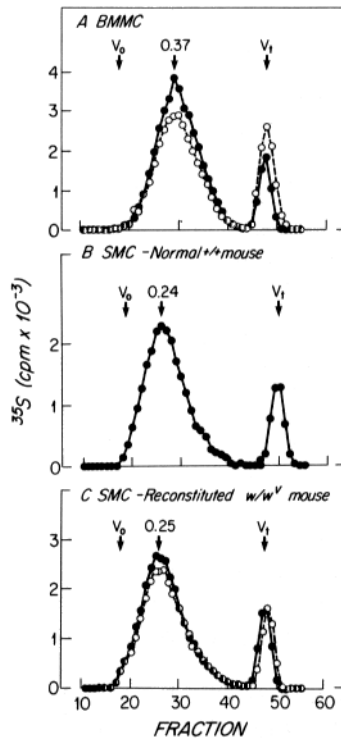 A BMMC
V₀ 0.37 Vₜ
4
3
2
1
0
B SMC -Normal +/+ mouse
V₀ 0.24 Vₜ
2
1
0
³⁵S (cpm x 10⁻³)
C SMC -Reconstituted w/wᵛ mouse
V₀ 0.25 Vₜ
3
2
1
0
10 20 30 40 50 60
FRACTION